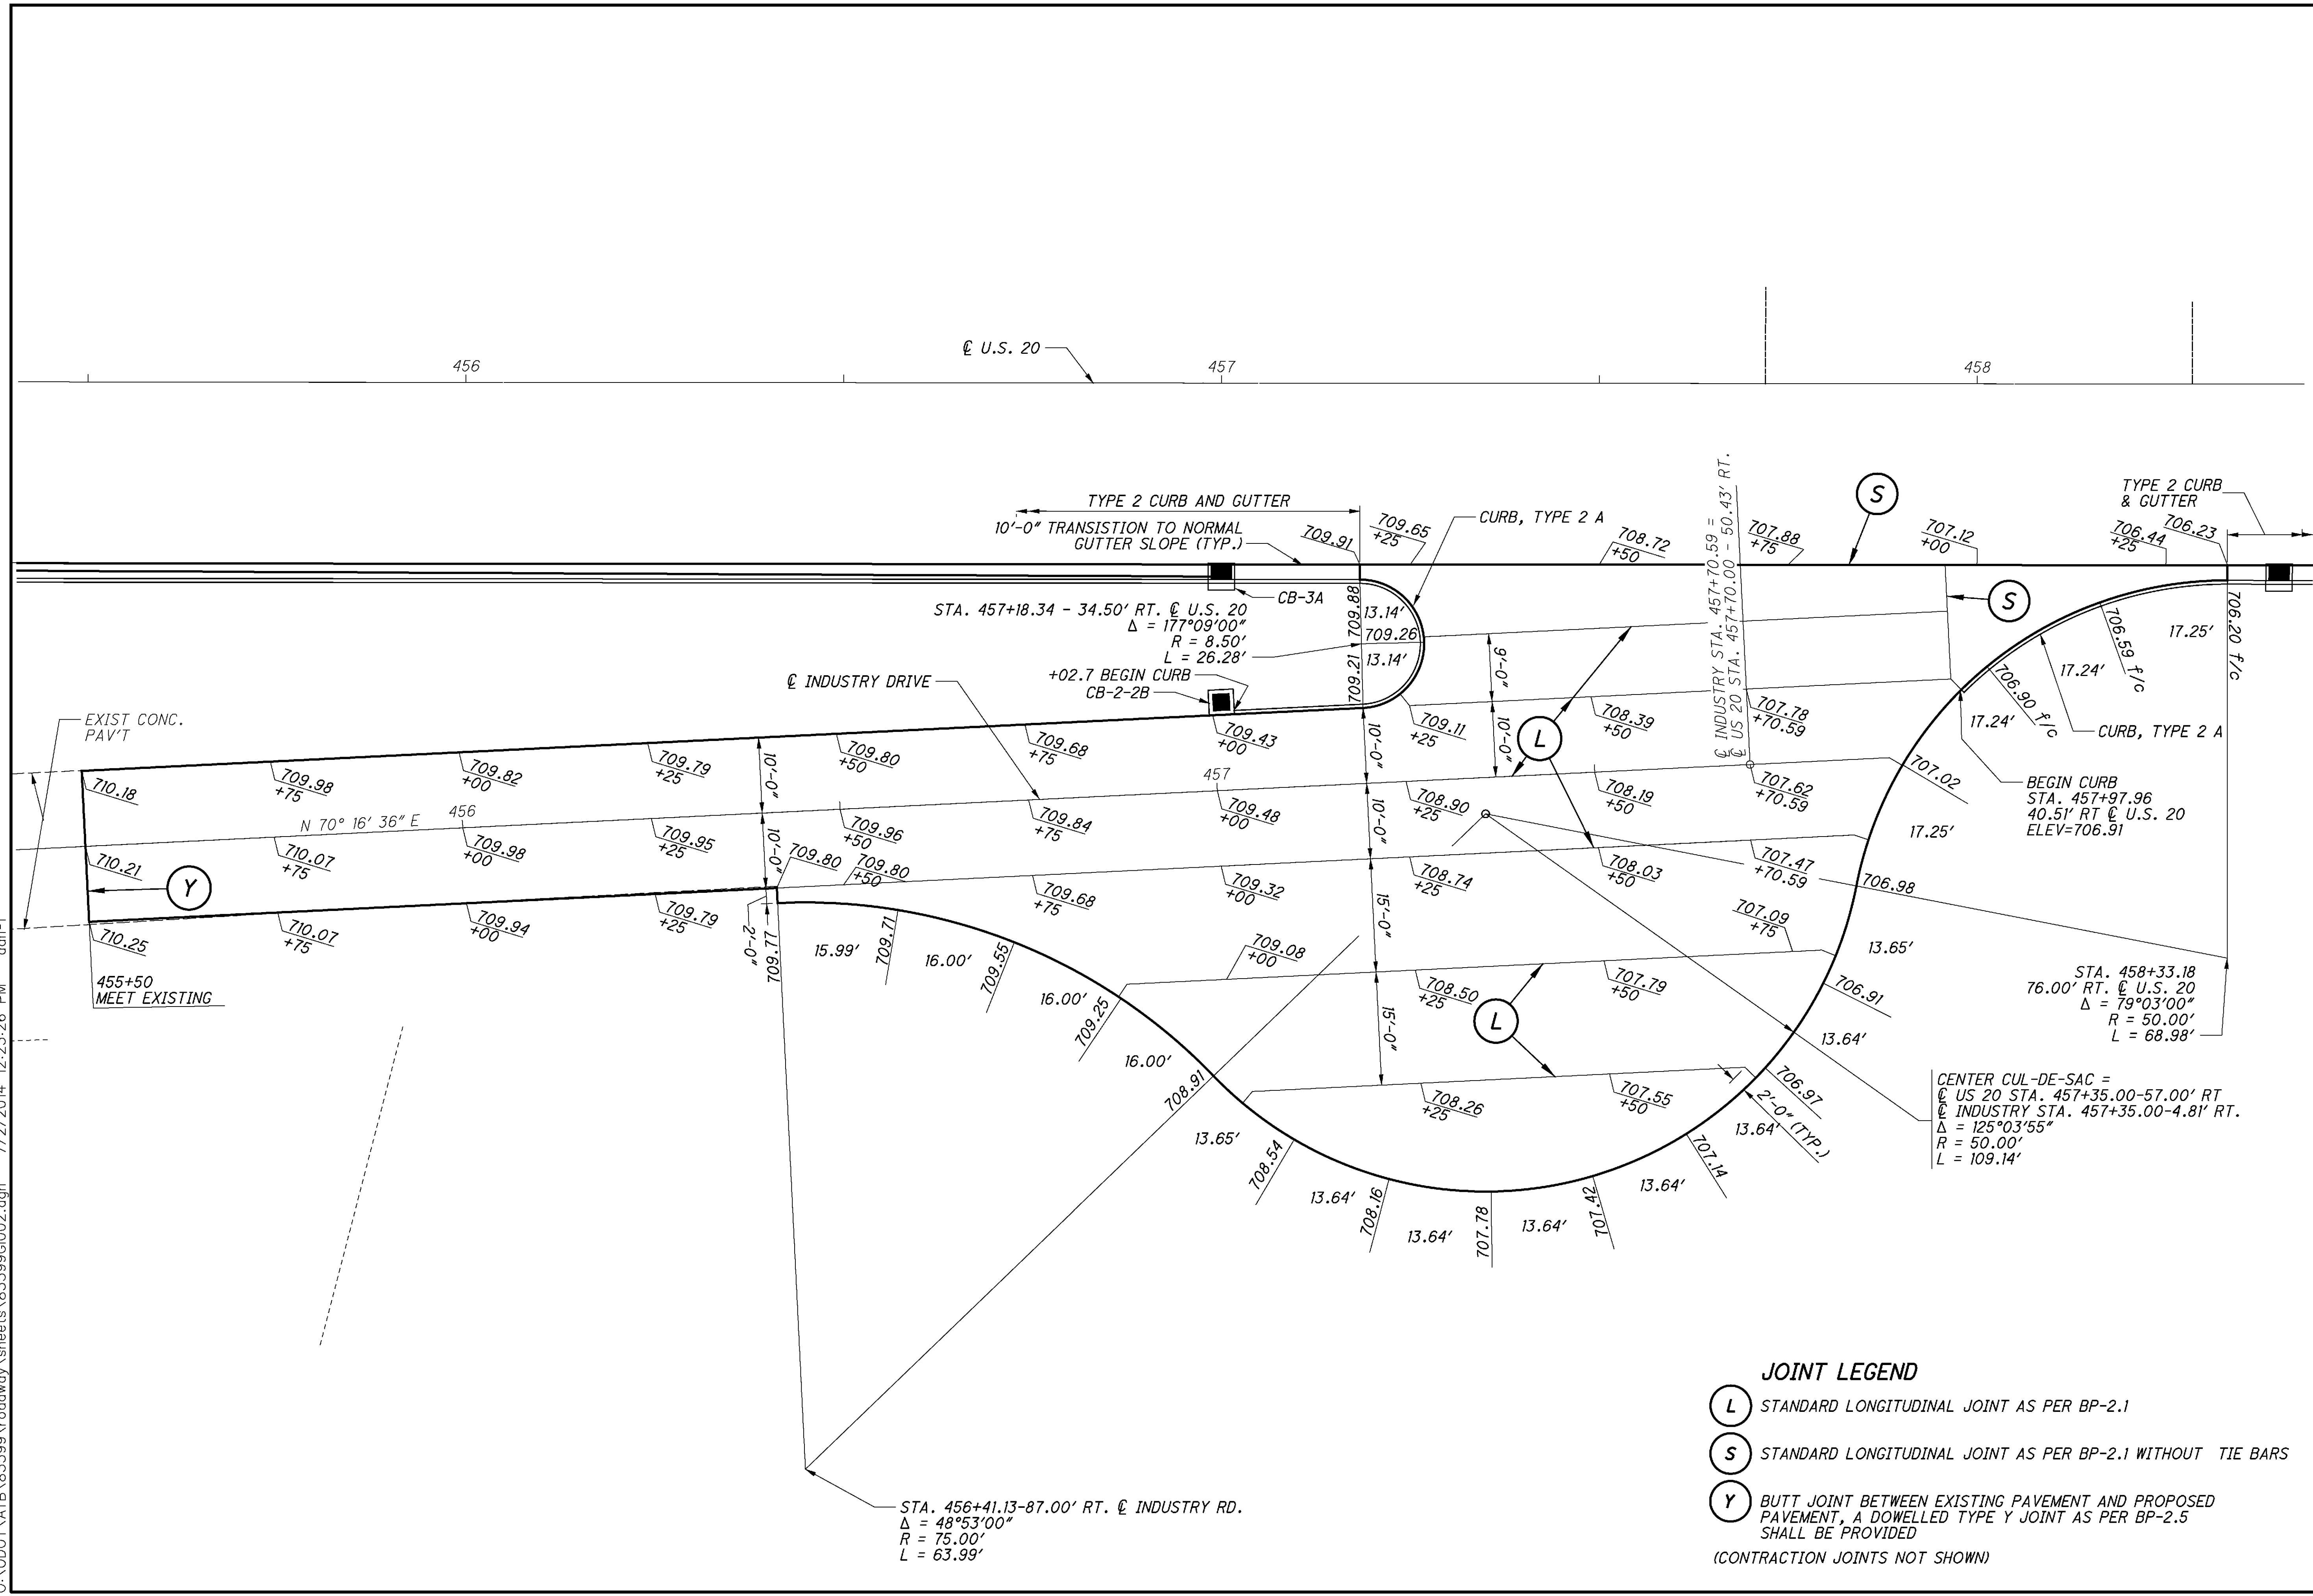 ℄ U.S. 20
456
457
458
TYPE 2 CURB AND GUTTER
10'-0" TRANSISTION TO NORMAL
GUTTER SLOPE (TYP.)
709.91
709.65
+25
CURB, TYPE 2 A
708.72
+50
℄ INDUSTRY STA. 457+70.59 =
℄ US 20 STA. 457+70.00 - 50.43' RT.
707.88
+75
S
707.12
+00
706.44
+25
706.23
TYPE 2 CURB
& GUTTER
CB-3A
STA. 457+18.34 - 34.50' RT. ℄ U.S. 20
Δ = 177°09'00"
R = 8.50'
L = 26.28'
709.88
13.14'
709.26
13.14'
709.21
9'-0"
S
706.59 f/c
17.25'
706.20 f/c
17.24'
706.90 f/c
17.24'
CURB, TYPE 2 A
+02.7 BEGIN CURB
CB-2-2B
℄ INDUSTRY DRIVE
EXIST CONC.
PAV'T
710.18
709.98
+75
709.82
+00
709.79
+25
709.80
+50
709.68
+75
709.43
+00
709.11
+25
708.39
+50
707.78
+70.59
L
10'-0"
10'-0"
10'-0"
N 70° 16' 36" E
456
457
710.21
710.07
+75
709.98
+00
709.95
+25
709.96
+50
709.84
+75
709.48
+00
708.90
+25
708.19
+50
707.62
+70.59
707.02
BEGIN CURB
STA. 457+97.96
40.51' RT ℄ U.S. 20
ELEV=706.91
17.25'
Y
10'-0"
10'-0"
709.80
709.80
+50
709.68
+75
709.32
+00
708.74
+25
708.03
+50
707.47
+70.59
706.98
710.25
710.07
+75
709.94
+00
709.79
+25
2'-0"
709.77
15.99'
709.71
16.00'
709.55
16.00'
709.25
16.00'
708.91
709.08
+00
15'-0"
708.50
+25
707.79
+50
707.09
+75
13.65'
706.91
13.64'
455+50
MEET EXISTING
STA. 458+33.18
76.00' RT. ℄ U.S. 20
Δ = 79°03'00"
R = 50.00'
L = 68.98'
15'-0"
L
708.26
+25
707.55
+50
706.97
2'-0" (TYP.)
13.64'
707.14
13.65'
708.54
13.64'
708.16
13.64'
707.78
13.64'
707.42
13.64'
CENTER CUL-DE-SAC =
℄ US 20 STA. 457+35.00-57.00' RT
℄ INDUSTRY STA. 457+35.00-4.81' RT.
Δ = 125°03'55"
R = 50.00'
L = 109.14'
STA. 456+41.13-87.00' RT. ℄ INDUSTRY RD.
Δ = 48°53'00"
R = 75.00'
L = 63.99'
JOINT LEGEND
L STANDARD LONGITUDINAL JOINT AS PER BP-2.1
S STANDARD LONGITUDINAL JOINT AS PER BP-2.1 WITHOUT TIE BARS
Y BUTT JOINT BETWEEN EXISTING PAVEMENT AND PROPOSED
PAVEMENT, A DOWELLED TYPE Y JOINT AS PER BP-2.5
SHALL BE PROVIDED
(CONTRACTION JOINTS NOT SHOWN)